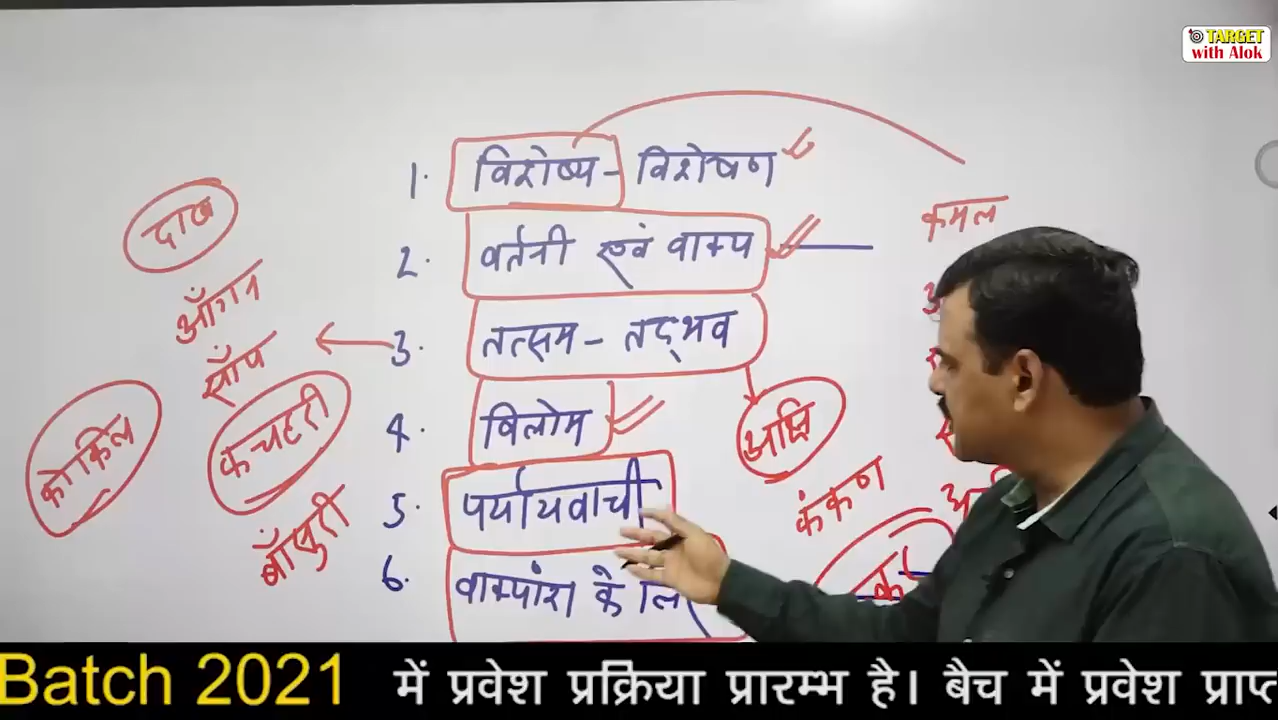 TARGET
with Alok
1. विशेष्य - विशेषण
2. वर्तनी एवं वाक्य
3. तत्सम - तद्भव
4. विलोम
5. पर्यायवाची
6. वाक्यांश के लिए
दाख
आँगन
साँप
कचहरी
कोकिल
बाँसुरी
कमल
अक्षि
कंकण
Batch 2021 में प्रवेश प्रक्रिया प्रारम्भ है। बैच में प्रवेश प्राप्त